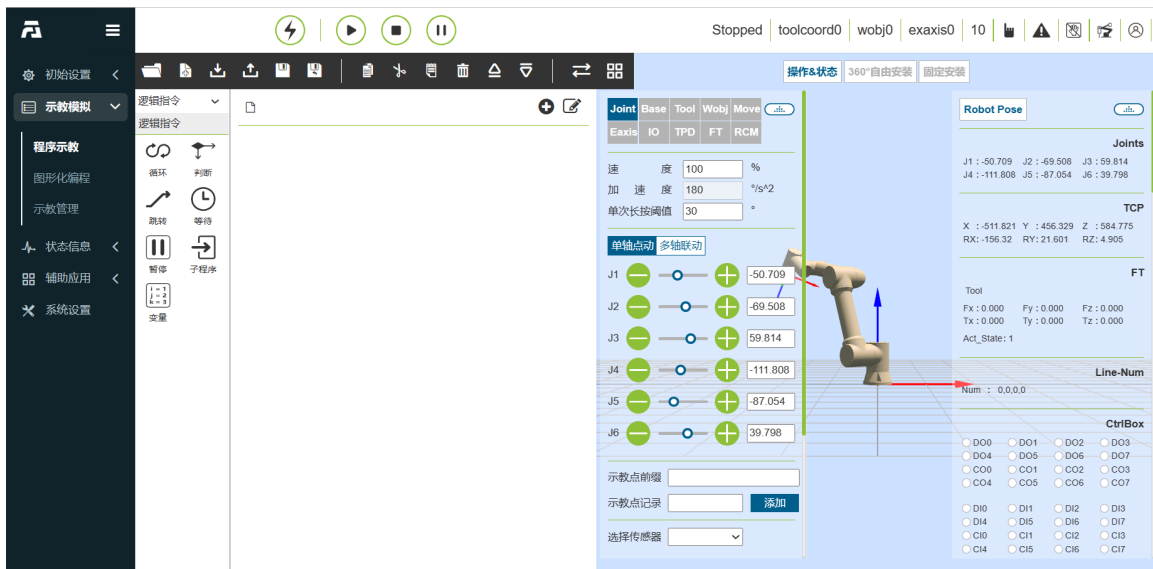 Stopped toolcoord0 wobj0 exaxis0 10
初始设置
示教模拟
程序示教
图形化编程
示教管理
状态信息
辅助应用
系统设置
逻辑指令
逻辑指令
循环 判断
跳转 等待
暂停 子程序
i = 1
j = 2
k = 3
变量
操作&状态 360°自由安装 固定安装
Joint Base Tool Wobj Move
Eaxis IO TPD FT RCM
速度 100 %
加速度 180 °/s^2
单次长按阈值 30 °
单轴点动 多轴联动
J1 -50.709
J2 -69.508
J3 59.814
J4 -111.808
J5 -87.054
J6 39.798
示教点前缀
示教点记录 添加
选择传感器
Robot Pose
Joints
J1 : -50.709 J2 : -69.508 J3 : 59.814
J4 : -111.808 J5 : -87.054 J6 : 39.798
TCP
X : -511.821 Y : 456.329 Z : 584.775
RX: -156.32 RY: 21.601 RZ: 4.905
FT
Tool
Fx : 0.000 Fy : 0.000 Fz : 0.000
Tx : 0.000 Ty : 0.000 Tz : 0.000
Act_State: 1
Line-Num
Num : 0,0,0,0
CtrlBox
DO0 DO1 DO2 DO3
DO4 DO5 DO6 DO7
CO0 CO1 CO2 CO3
CO4 CO5 CO6 CO7
DI0 DI1 DI2 DI3
DI4 DI5 DI6 DI7
CI0 CI1 CI2 CI3
CI4 CI5 CI6 CI7